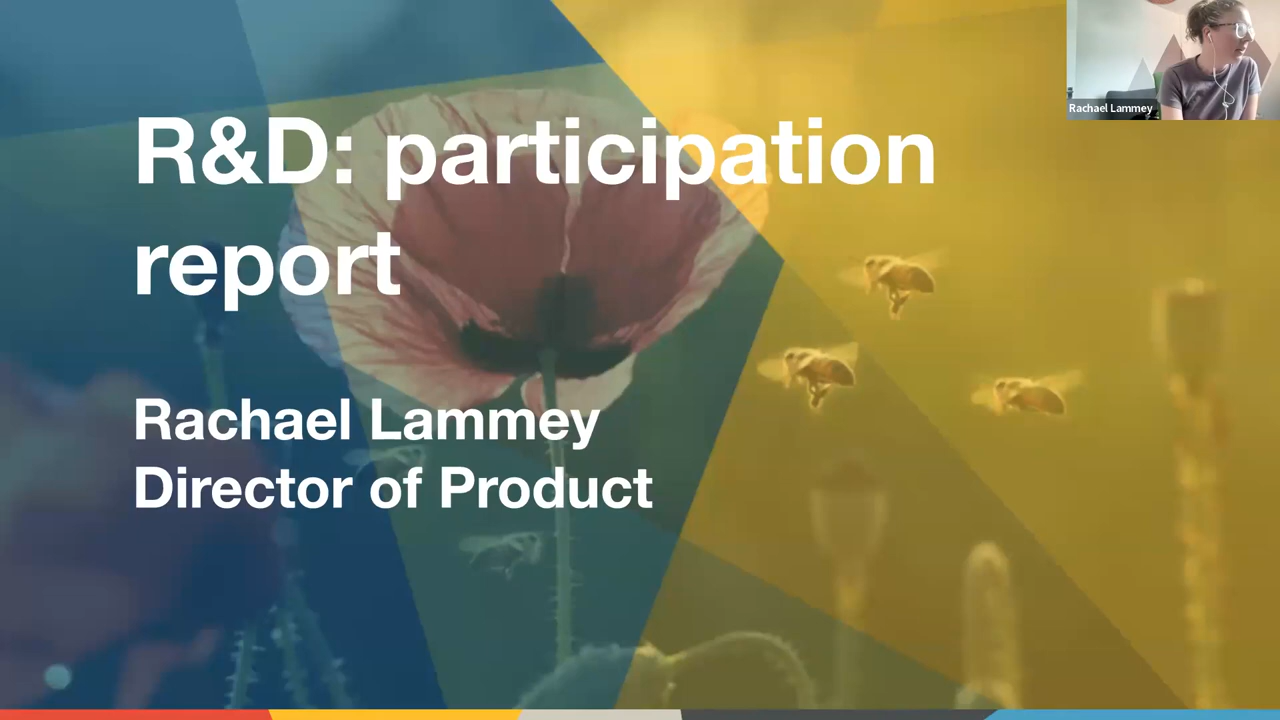 R&D: participation
report
Rachael Lammey
Director of Product
Rachael Lammey